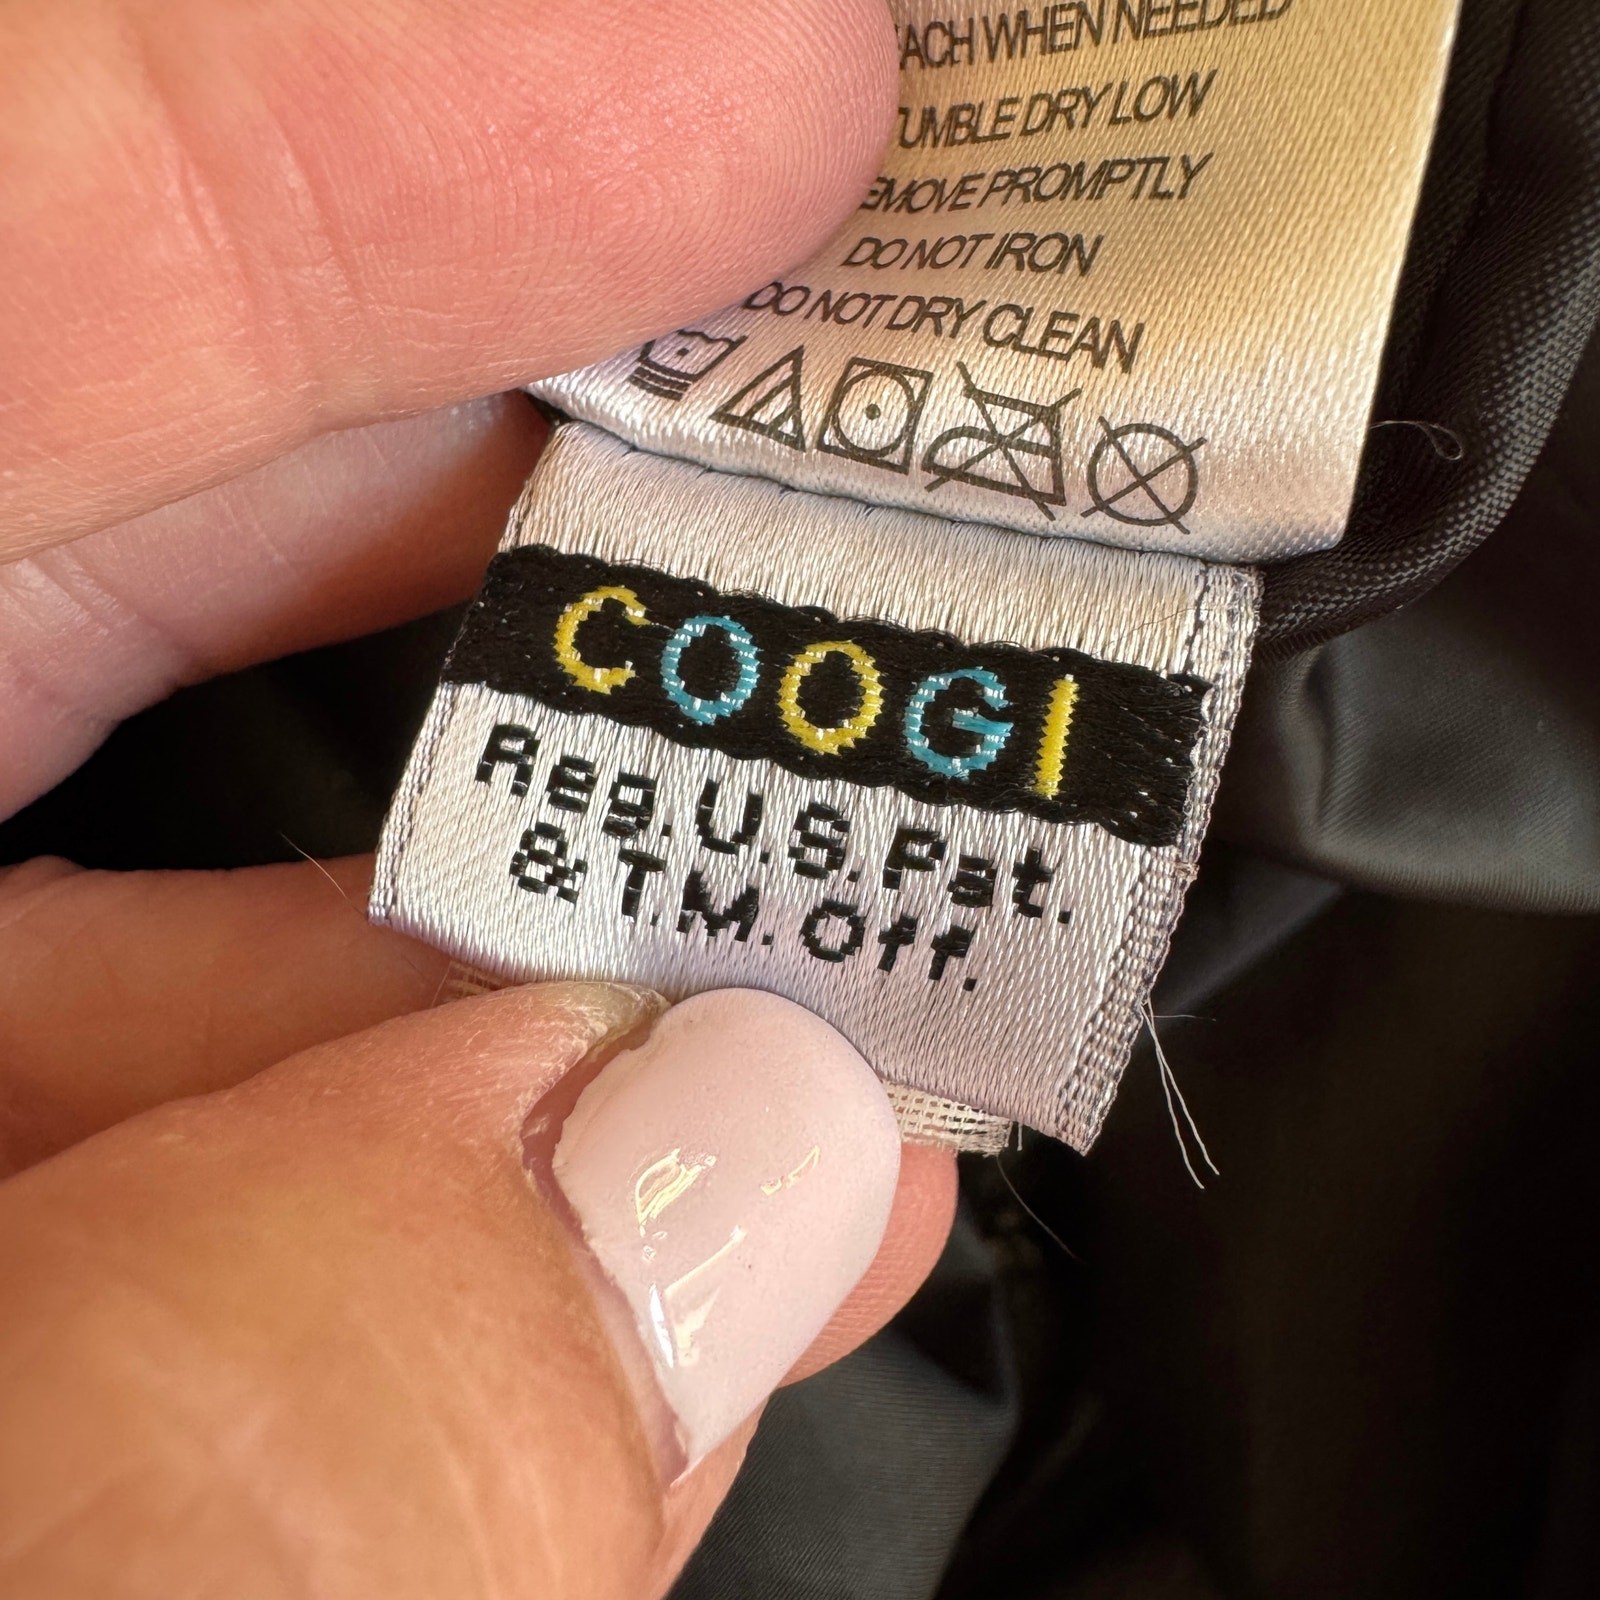 WHEN NEEDED
DRY LOW
PROMPTLY
DO NOT IRON
DO NOT DRY CLEAN
COOGI
Reg. U.S. Pat.
& T.M. Off.